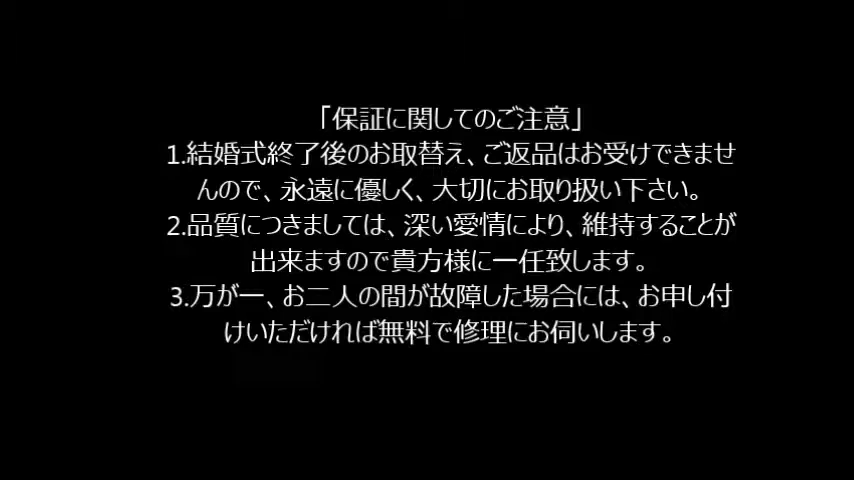 「保証に関してのご注意」
1.結婚式終了後のお取替え、ご返品はお受けできませ
んので、永遠に優しく、大切にお取り扱い下さい。
2.品質につきましては、深い愛情により、維持することが
出来ますので貴方様に一任致します。
3.万が一、お二人の間が故障した場合には、お申し付
けいただければ無料で修理にお伺いします。